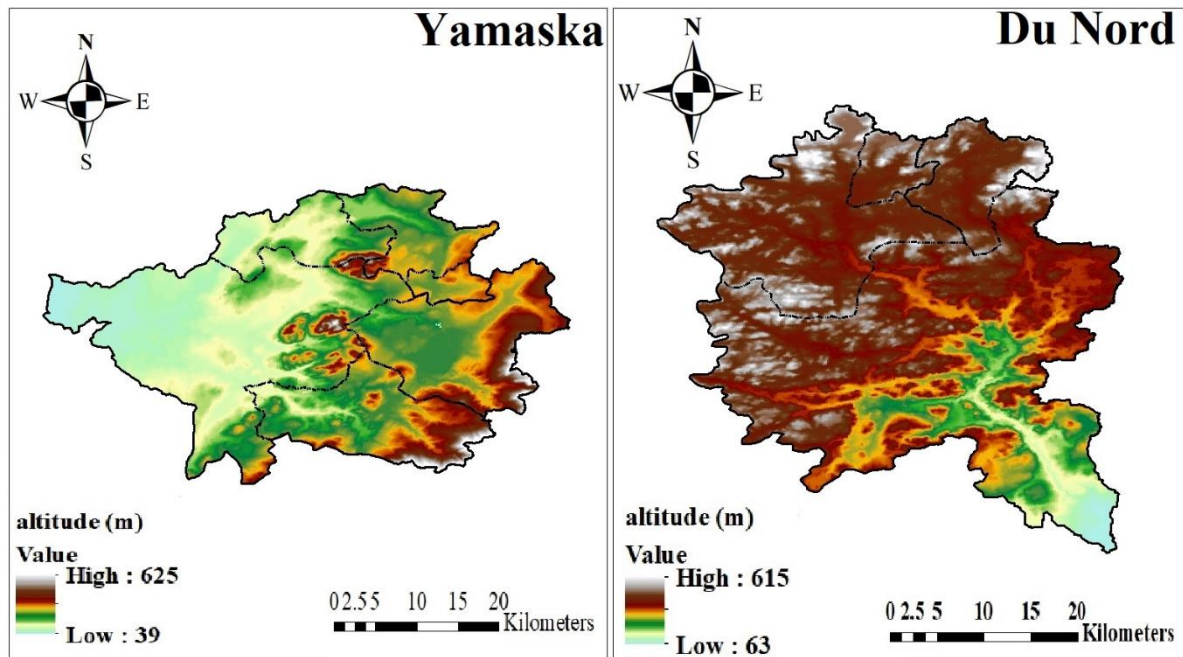 Yamaska
N
W E
S
altitude (m)
Value
High : 625
Low : 39
0 2.5 5 10 15 20
Kilometers
Du Nord
N
W E
S
altitude (m)
Value
High : 615
Low : 63
0 2.5 5 10 15 20
Kilometers